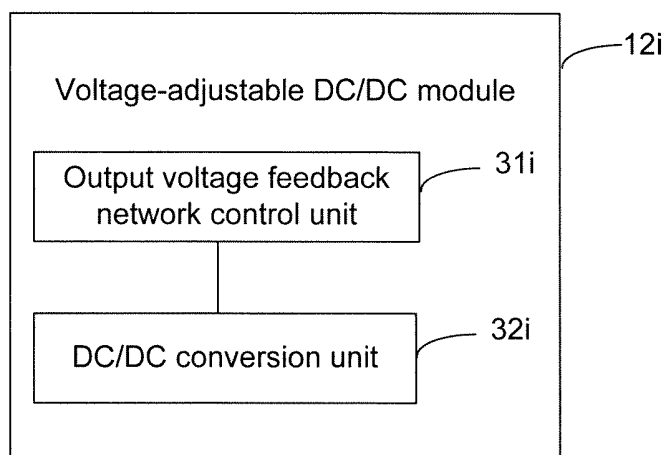 12i
Voltage-adjustable DC/DC module
31i
Output voltage feedback
network control unit
32i
DC/DC conversion unit